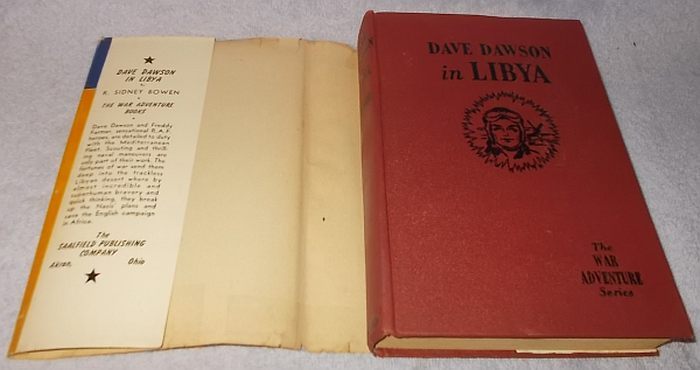 DAVE DAWSON
IN LIBYA
R. SIDNEY BOWEN
THE WAR ADVENTURE
BOOKS
Dave Dawson and Freddy
Farmer, sensational R.A.F.
heroes, are detailed to duty
with the Mediterranean
Fleet. Scouting and thrill-
ing naval maneuvers are
only part of their work. The
fortunes of war send them
deep into the trackless
Libyan desert where by
almost incredible and
superhuman bravery and
quick thinking, they break
up the Nazis' plans and
save the English campaign
in Africa.
The
SAALFIELD PUBLISHING
COMPANY
Akron, Ohio
DAVE DAWSON
in LIBYA
The
WAR
ADVENTURE
Series